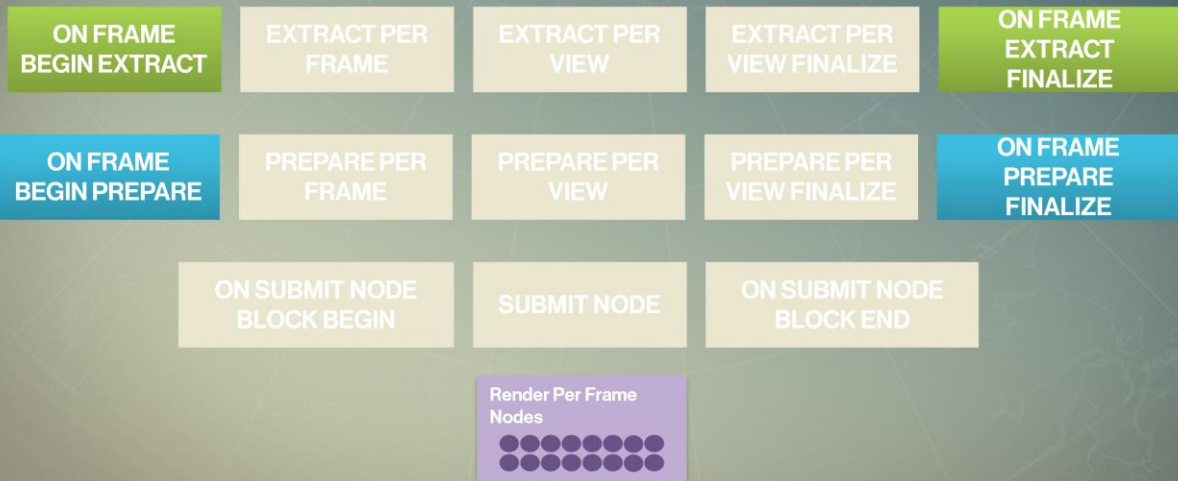 ON FRAME
BEGIN EXTRACT
EXTRACT PER
FRAME
EXTRACT PER
VIEW
EXTRACT PER
VIEW FINALIZE
ON FRAME
EXTRACT
FINALIZE
ON FRAME
BEGIN PREPARE
PREPARE PER
FRAME
PREPARE PER
VIEW
PREPARE PER
VIEW FINALIZE
ON FRAME
PREPARE
FINALIZE
ON SUBMIT NODE
BLOCK BEGIN
SUBMIT NODE
ON SUBMIT NODE
BLOCK END
Render Per Frame
Nodes